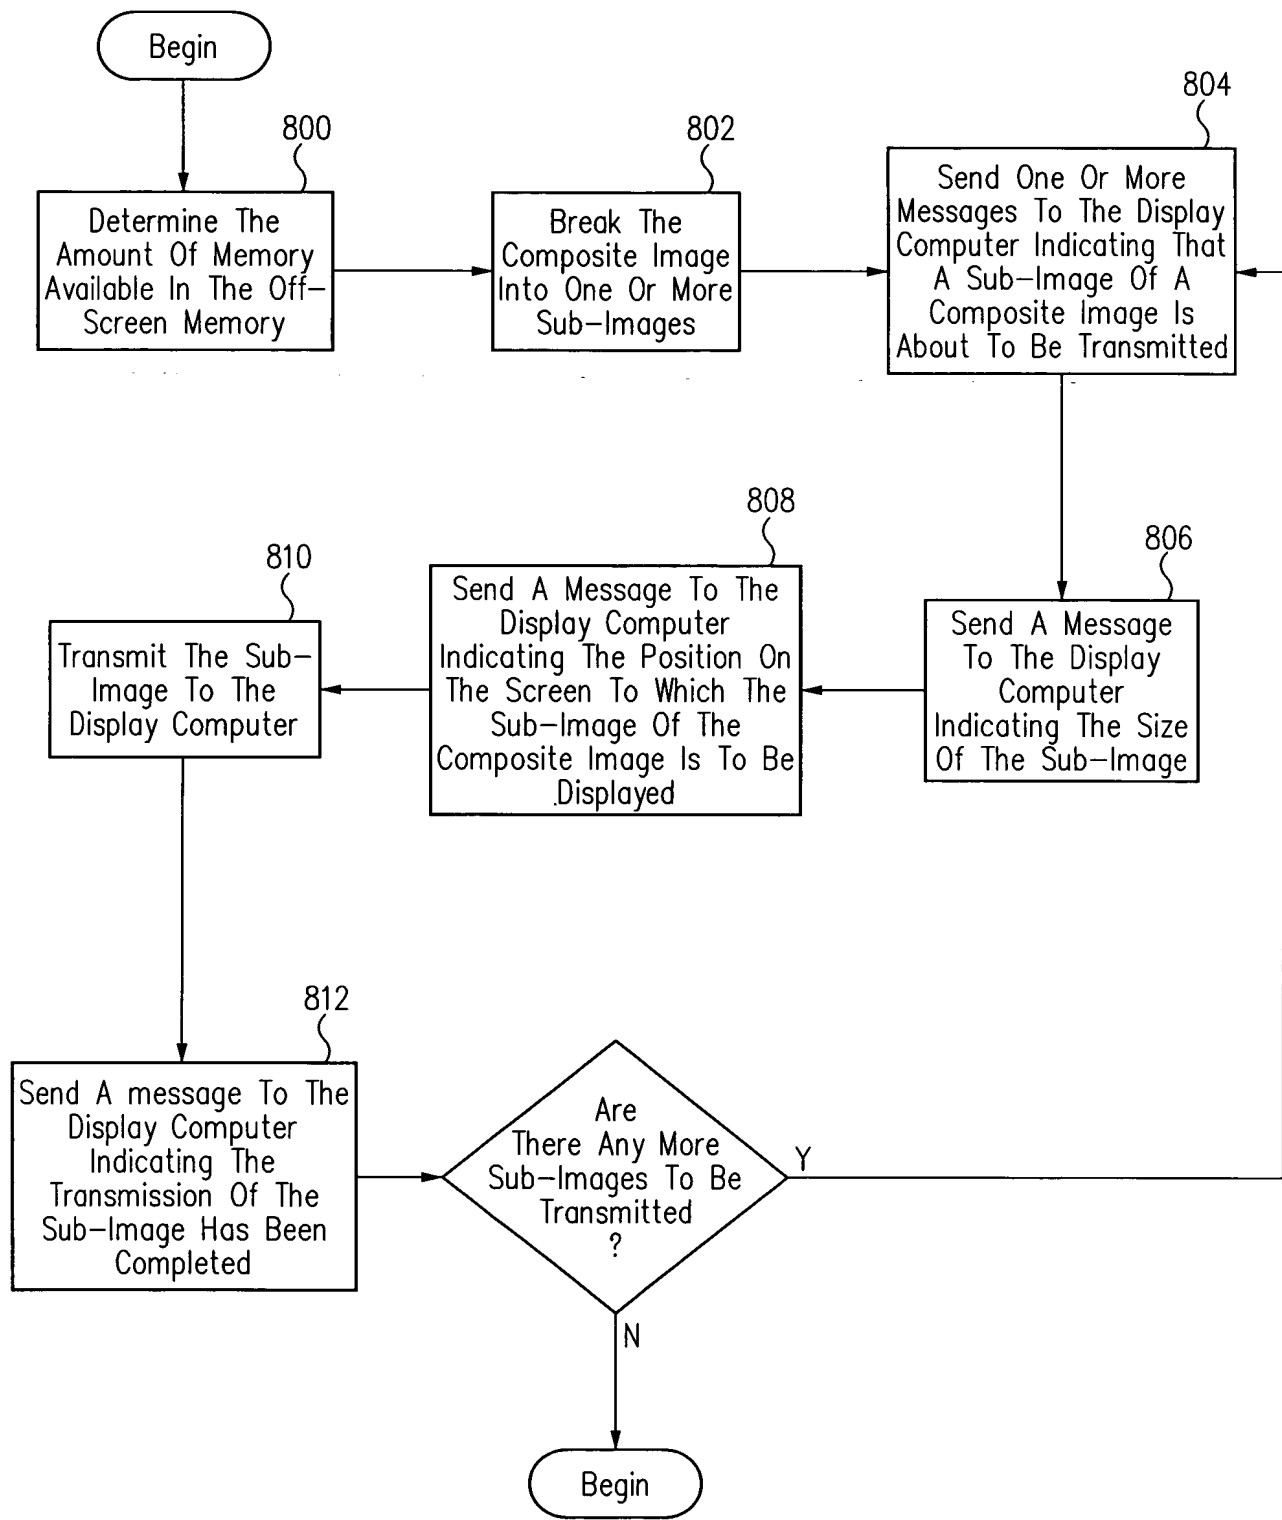 Begin
800
Determine The
Amount Of Memory
Available In The Off-
Screen Memory
802
Break The
Composite Image
Into One Or More
Sub-Images
804
Send One Or More
Messages To The Display
Computer Indicating That
A Sub-Image Of A
Composite Image Is
About To Be Transmitted
806
Send A Message
To The Display
Computer
Indicating The Size
Of The Sub-Image
808
Send A Message To The
Display Computer
Indicating The Position On
The Screen To Which The
Sub-Image Of The
Composite Image Is To Be
Displayed
810
Transmit The Sub-
Image To The
Display Computer
812
Send A message To The
Display Computer
Indicating The
Transmission Of The
Sub-Image Has Been
Completed
Are
There Any More
Sub-Images To Be
Transmitted
?
Y
N
Begin